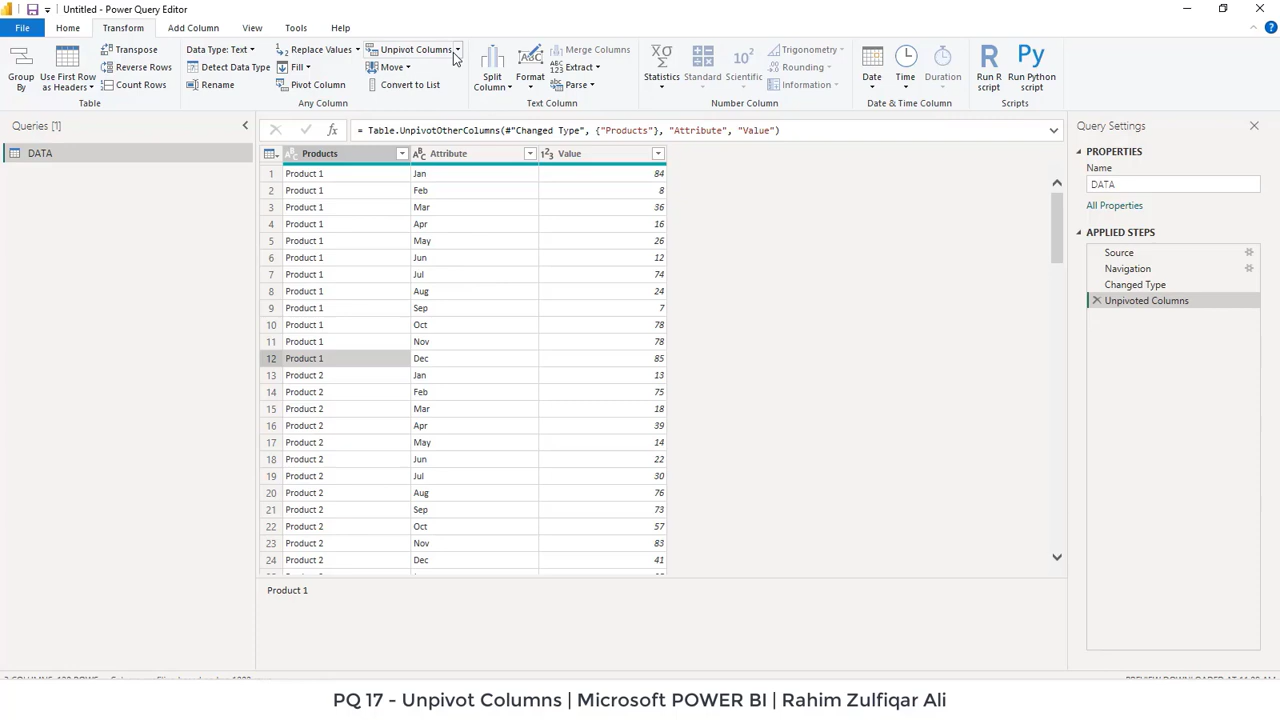 Untitled - Power Query Editor
File Home Transform Add Column View Tools Help
Group By
Use First Row as Headers
Transpose
Reverse Rows
Count Rows
Table
Data Type: Text
Detect Data Type
Rename
Replace Values
Fill
Pivot Column
Unpivot Columns
Move
Convert to List
Any Column
Split Column
Format
Merge Columns
Extract
Parse
Text Column
Statistics
Standard
Scientific
Trigonometry
Rounding
Information
Number Column
Date
Time
Duration
Date & Time Column
Run R script
Run Python script
Scripts
Queries [1]
DATA
= Table.UnpivotOtherColumns(#"Changed Type", {"Products"}, "Attribute", "Value")
Products Attribute Value
1 Product 1 Jan 84
2 Product 1 Feb 8
3 Product 1 Mar 36
4 Product 1 Apr 16
5 Product 1 May 26
6 Product 1 Jun 12
7 Product 1 Jul 74
8 Product 1 Aug 24
9 Product 1 Sep 7
10 Product 1 Oct 78
11 Product 1 Nov 78
12 Product 1 Dec 85
13 Product 2 Jan 13
14 Product 2 Feb 75
15 Product 2 Mar 18
16 Product 2 Apr 39
17 Product 2 May 14
18 Product 2 Jun 22
19 Product 2 Jul 30
20 Product 2 Aug 76
21 Product 2 Sep 73
22 Product 2 Oct 57
23 Product 2 Nov 83
24 Product 2 Dec 41
Product 1
Query Settings
PROPERTIES
Name
DATA
All Properties
APPLIED STEPS
Source
Navigation
Changed Type
Unpivoted Columns
PQ 17 - Unpivot Columns | Microsoft POWER BI | Rahim Zulfiqar Ali